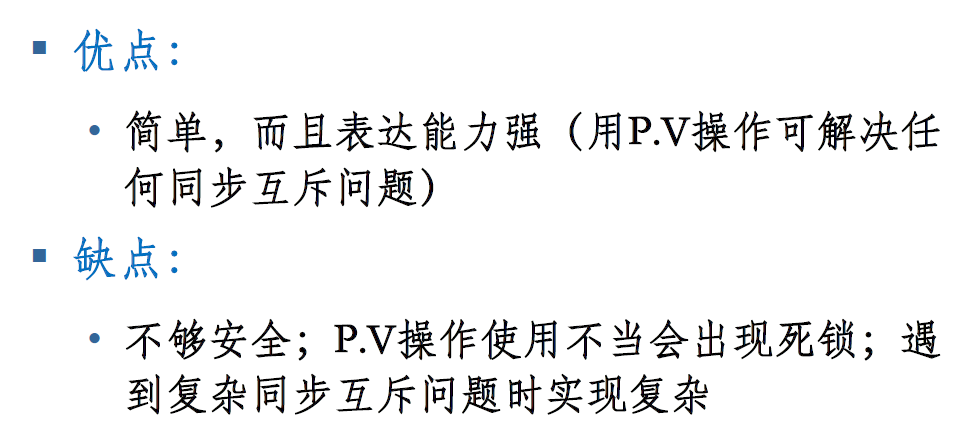 ▪ 优点：
• 简单，而且表达能力强（用P.V操作可解决任
何同步互斥问题）
▪ 缺点：
• 不够安全；P.V操作使用不当会出现死锁；遇
到复杂同步互斥问题时实现复杂